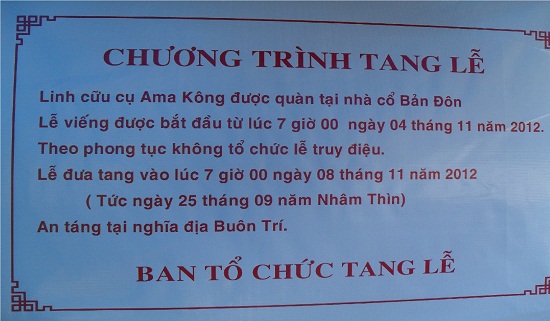 CHƯƠNG TRÌNH TANG LỄ
Linh cữu cụ Ama Kông được quàn tại nhà cổ Bản Đôn
Lễ viếng được bắt đầu từ lúc 7 giờ 00 ngày 04 tháng 11 năm 2012.
Theo phong tục không tổ chức lễ truy điệu.
Lễ đưa tang vào lúc 7 giờ 00 ngày 08 tháng 11 năm 2012
( Tức ngày 25 tháng 09 năm Nhâm Thìn)
An táng tại nghĩa địa Buôn Trí.
BAN TỔ CHỨC TANG LỄ